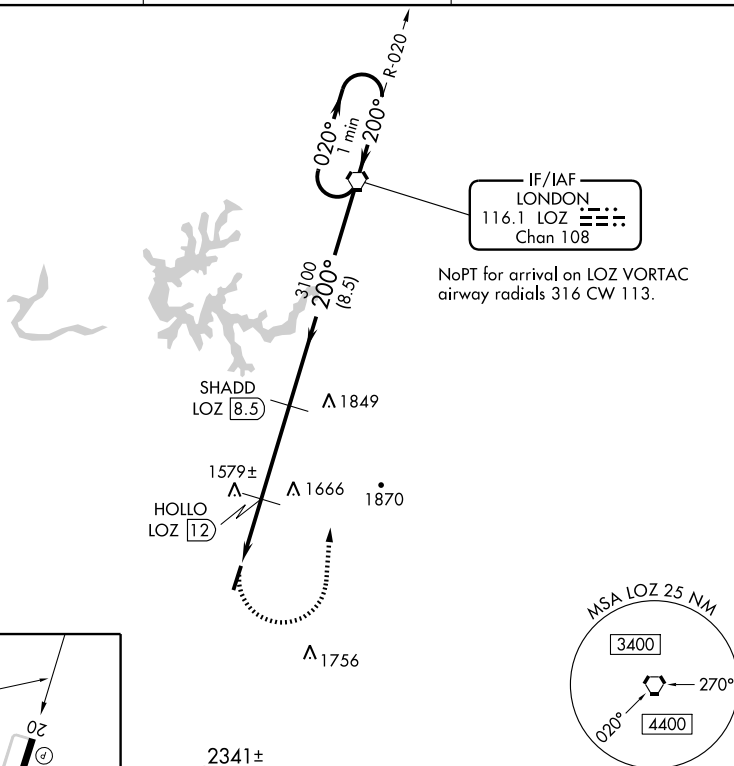 R-020
020°
1 min
200°
IF/IAF
LONDON
116.1 LOZ
Chan 108
NoPT for arrival on LOZ VORTAC
airway radials 316 CW 113.
3100
200°
(8.5)
SHADD
LOZ 8.5
1849
1579±
1666
1870
HOLLO
LOZ 12
1756
MSA LOZ 25 NM
3400
270°
020°
4400
20
P
2341±